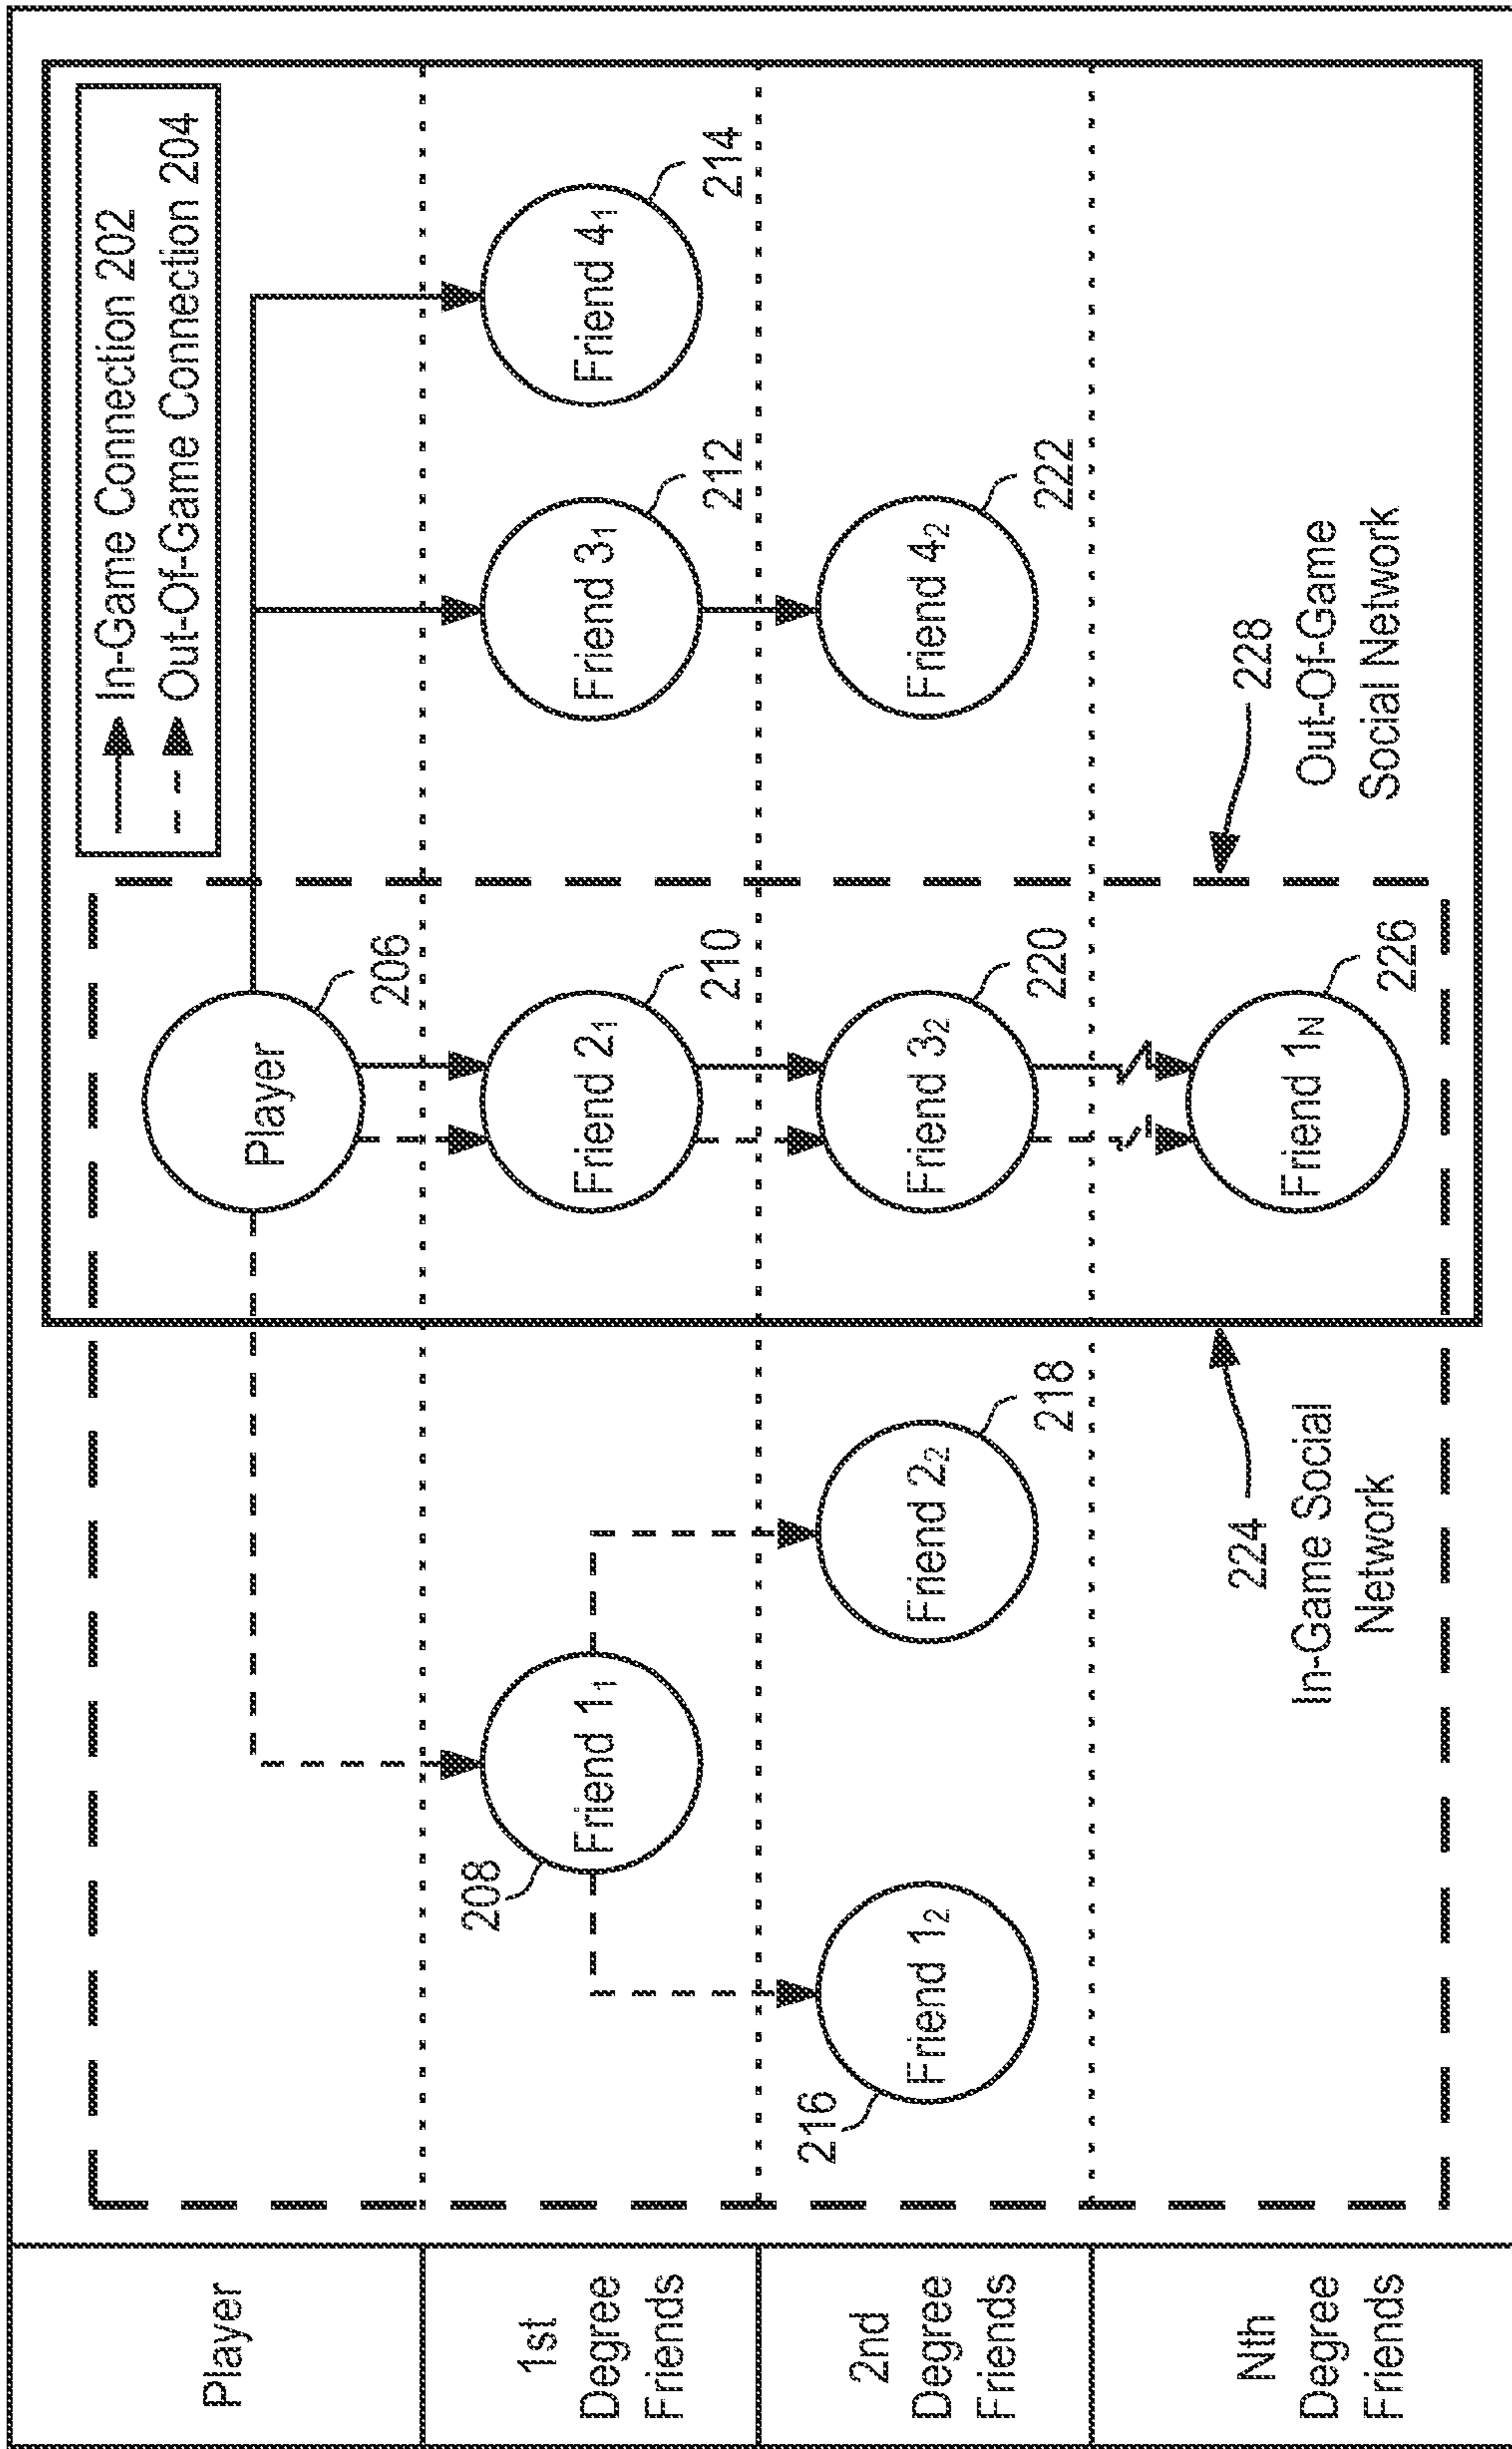 In-Game Connection 202
Out-Of-Game Connection 204
Player
Player
206
1st
Degree
Friends
208
Friend 1₁
Friend 2₁
210
Friend 3₁
212
Friend 4₁
214
2nd
Degree
Friends
216
Friend 1₂
Friend 2₂
218
Friend 3₂
220
Friend 4₂
222
Nth
Degree
Friends
224
In-Game Social
Network
Friend 1N
226
228
Out-Of-Game
Social Network